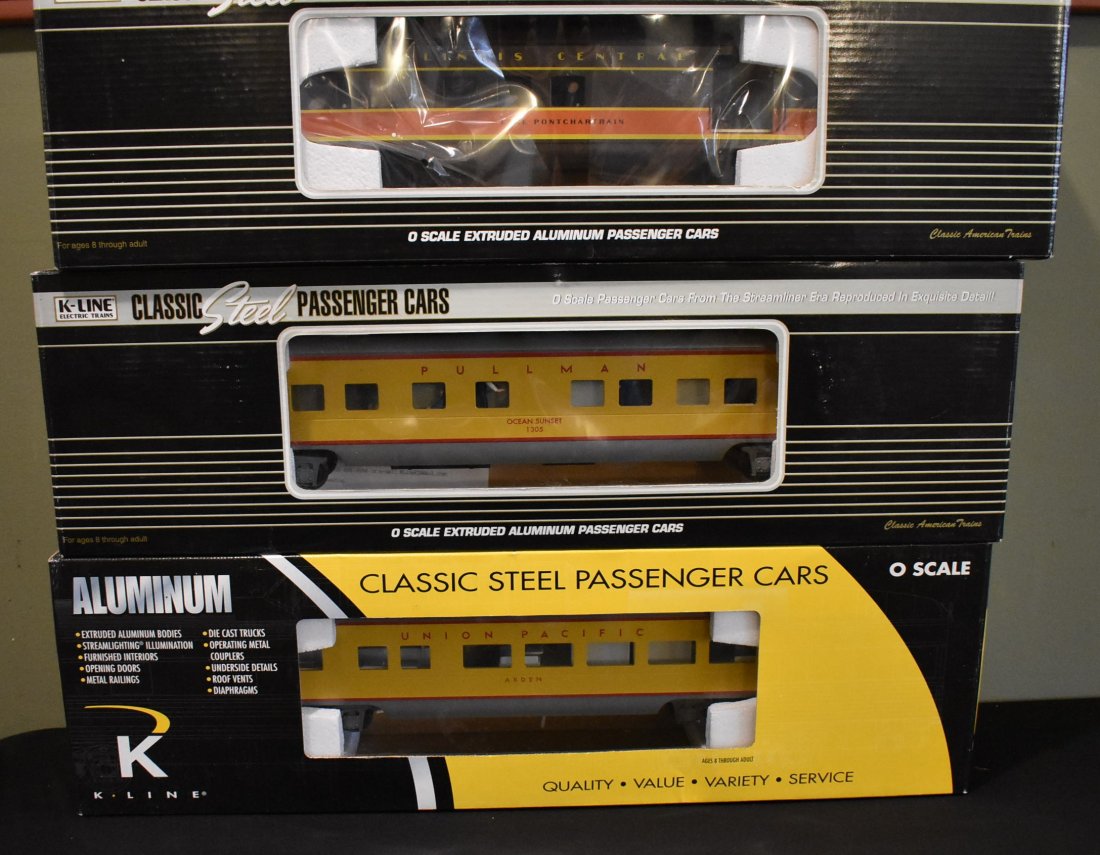 Steel
ILLINOIS CENTRAL
PONTCHARTRAIN
For ages 8 through adult
O SCALE EXTRUDED ALUMINUM PASSENGER CARS
Classic American Trains
K-LINE
ELECTRIC TRAINS
CLASSIC Steel PASSENGER CARS
O Scale Passenger Cars From The Streamliner Era Reproduced In Exquisite Detail!
PULLMAN
OCEAN SUNSET
1305
For ages 8 through adult
O SCALE EXTRUDED ALUMINUM PASSENGER CARS
Classic American Trains
ALUMINUM
CLASSIC STEEL PASSENGER CARS
O SCALE
• EXTRUDED ALUMINUM BODIES
• STREAMLIGHTING® ILLUMINATION
• FURNISHED INTERIORS
• OPENING DOORS
• METAL RAILINGS
• DIE CAST TRUCKS
• OPERATING METAL
COUPLERS
• UNDERSIDE DETAILS
• ROOF VENTS
• DIAPHRAGMS
UNION PACIFIC
ARDEN
K
K·LINE®
AGES 8 THROUGH ADULT
QUALITY • VALUE • VARIETY • SERVICE